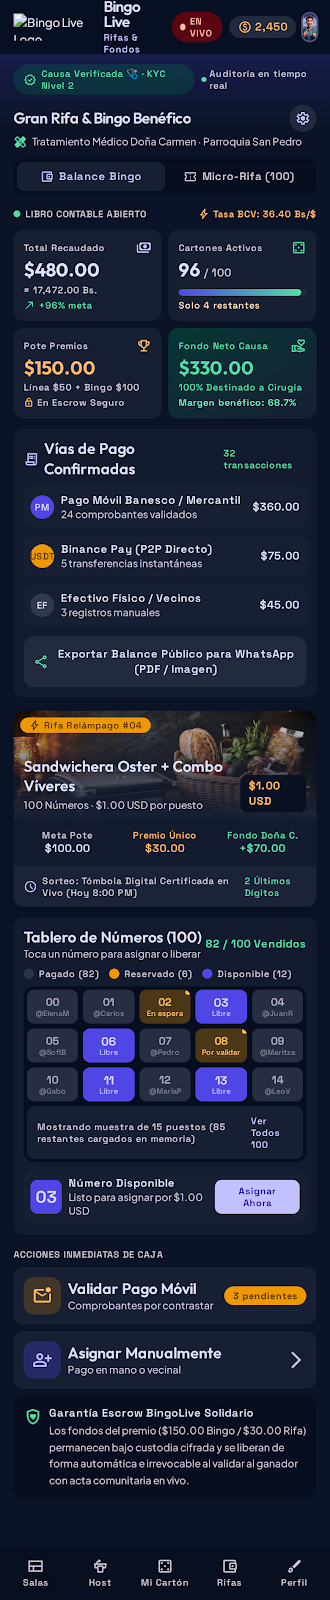 Bingo Live Logo
Bingo
Live
Rifas &
Fondos
EN
VIVO
2,450
Causa Verificada 🩺 · KYC
Nivel 2
Auditoría en tiempo
real
Gran Rifa & Bingo Benéfico
Tratamiento Médico Doña Carmen · Parroquia San Pedro
Balance Bingo
Micro-Rifa (100)
LIBRO CONTABLE ABIERTO
Tasa BCV: 36.40 Bs/$
Total Recaudado
$480.00
≈ 17,472.00 Bs.
+96% meta
Cartones Activos
96 / 100
Solo 4 restantes
Pote Premios
$150.00
Línea $50 + Bingo $100
En Escrow Seguro
Fondo Neto Causa
$330.00
100% Destinado a Cirugía
Margen benéfico: 68.7%
Vías de Pago
Confirmadas
32
transacciones
PM
Pago Móvil Banesco / Mercantil
24 comprobantes validados
$360.00
USDT
Binance Pay (P2P Directo)
5 transferencias instantáneas
$75.00
EF
Efectivo Físico / Vecinos
3 registros manuales
$45.00
Exportar Balance Público para WhatsApp
(PDF / Imagen)
Rifa Relámpago #04
Sandwichera Oster + Combo
Víveres
100 Números · $1.00 USD por puesto
$1.00
USD
Meta Pote
$100.00
Premio Único
$30.00
Fondo Doña C.
+$70.00
Sorteo: Tómbola Digital Certificada en
Vivo (Hoy 8:00 PM)
2 Últimos
Dígitos
Tablero de Números (100)
Toca un número para asignar o liberar
82 / 100 Vendidos
Pagado (82)
Reservado (6)
Disponible (12)
00
@ElenaM
01
@Carlos
02
En espera
03
Libre
04
@JuanR
05
@SofiB
06
Libre
07
@Pedro
08
Por validar
09
@Maritza
10
@Gabo
11
Libre
12
@MaríaP
13
Libre
14
@LeoV
Mostrando muestra de 15 puestos (85
restantes cargados en memoria)
Ver
Todos
100
03
Número Disponible
Listo para asignar por $1.00
USD
Asignar
Ahora
ACCIONES INMEDIATAS DE CAJA
Validar Pago Móvil
Comprobantes por contrastar
3 pendientes
Asignar Manualmente
Pago en mano o vecinal
Garantía Escrow BingoLive Solidario
Los fondos del premio ($150.00 Bingo / $30.00 Rifa)
permanecen bajo custodia cifrada y se liberan de
forma automática e irrevocable al validar al ganador
con acta comunitaria en vivo.
Salas
Host
Mi Cartón
Rifas
Perfil